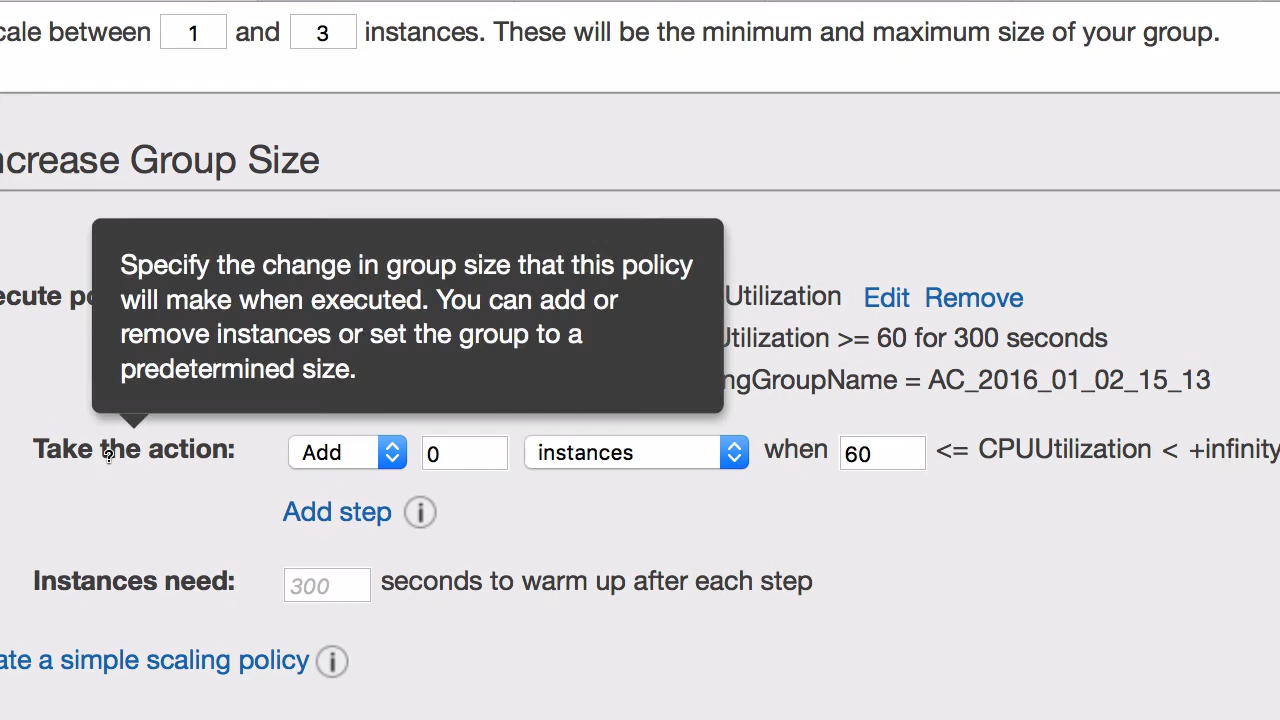 cale between 1 and 3 instances. These will be the minimum and maximum size of your group.
ncrease Group Size
Specify the change in group size that this policy
will make when executed. You can add or
remove instances or set the group to a
predetermined size.
ecute po Utilization Edit Remove
Utilization >= 60 for 300 seconds
ngGroupName = AC_2016_01_02_15_13
Take the action: Add 0 instances when 60 <= CPUUtilization < +infinity
Add step i
Instances need: 300 seconds to warm up after each step
ate a simple scaling policy i